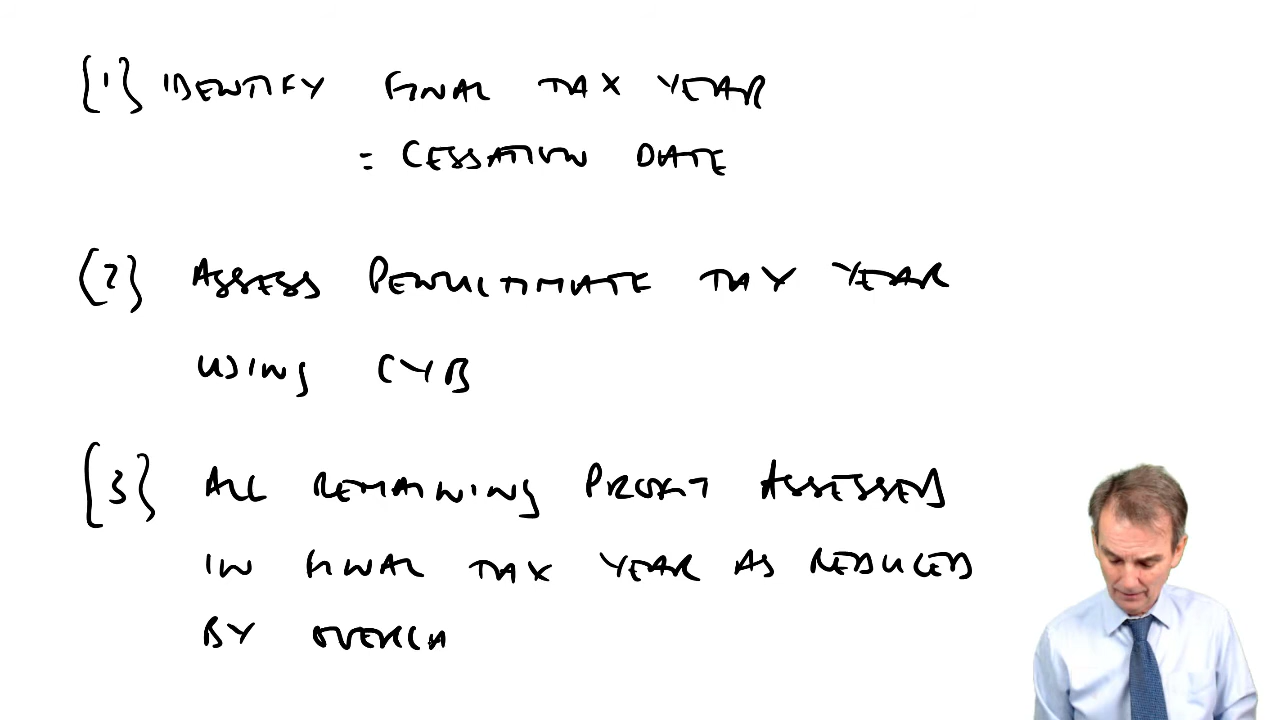 {1} IDENTIFY FINAL TAX YEAR
= CESSATION DATE
{2} ASSESS PENULTIMATE TAX YEAR
USING CYB
{3} ALL REMAINING PROFIT ASSESSED
IN FINAL TAX YEAR AS REDUCED
BY OVERLA